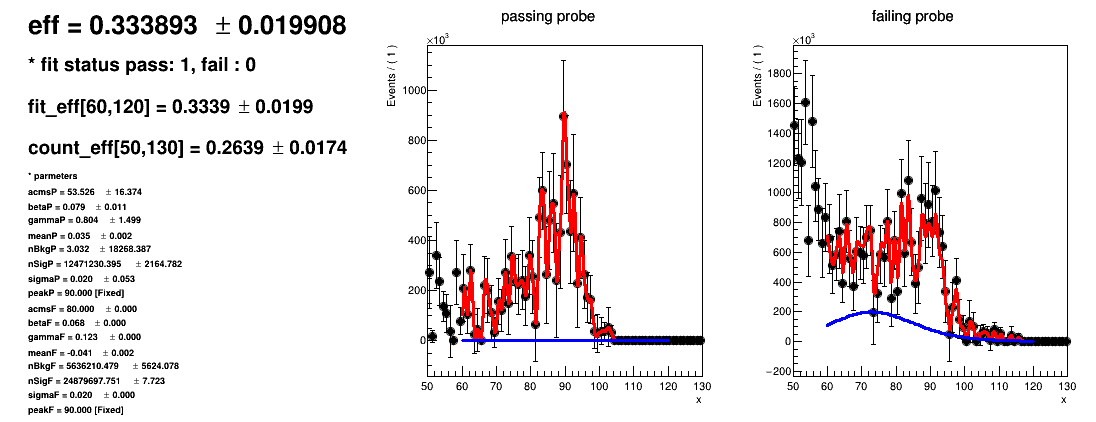 eff = 0.333893 ± 0.019908
* fit status pass: 1, fail : 0
fit_eff[60,120] = 0.3339 ± 0.0199
count_eff[50,130] = 0.2639 ± 0.0174
* parmeters
acmsP = 53.526 ± 16.374
betaP = 0.079 ± 0.011
gammaP = 0.804 ± 1.499
meanP = 0.035 ± 0.002
nBkgP = 3.032 ± 18268.387
nSigP = 12471230.395 ± 2164.782
sigmaP = 0.020 ± 0.053
peakP = 90.000 [Fixed]
acmsF = 80.000 ± 0.000
betaF = 0.068 ± 0.000
gammaF = 0.123 ± 0.000
meanF = -0.041 ± 0.002
nBkgF = 5636210.479 ± 5624.078
nSigF = 24879697.751 ± 7.723
sigmaF = 0.020 ± 0.000
peakF = 90.000 [Fixed]
passing probe
×10³
Events / ( 1 )
1000
800
600
400
200
0
50 60 70 80 90 100 110 120 130
x
failing probe
×10³
Events / ( 1 )
1800
1600
1400
1200
1000
800
600
400
200
0
−200
50 60 70 80 90 100 110 120 130
x